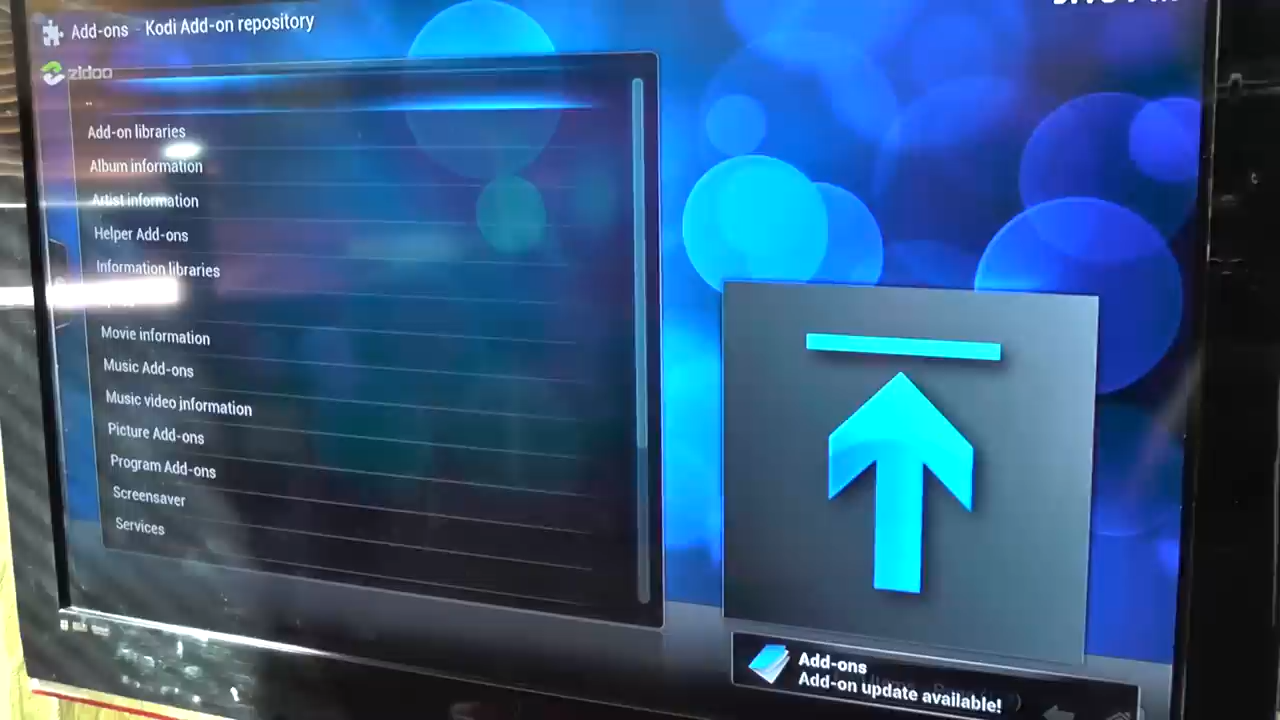 Add-ons - Kodi Add-on repository
zidoo
..
Add-on libraries
Album information
Artist information
Helper Add-ons
Information libraries
Movie information
Music Add-ons
Music video information
Picture Add-ons
Program Add-ons
Screensaver
Services
Add-ons
Add-on update available!